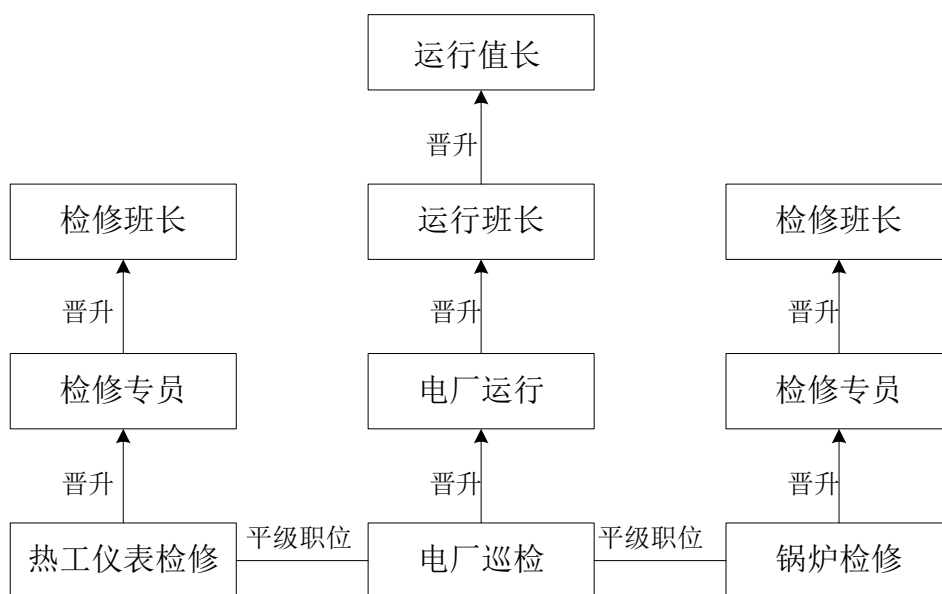 运行值长
晋升
检修班长
运行班长
检修班长
晋升
晋升
晋升
检修专员
电厂运行
检修专员
晋升
晋升
晋升
热工仪表检修
平级职位
电厂巡检
平级职位
锅炉检修